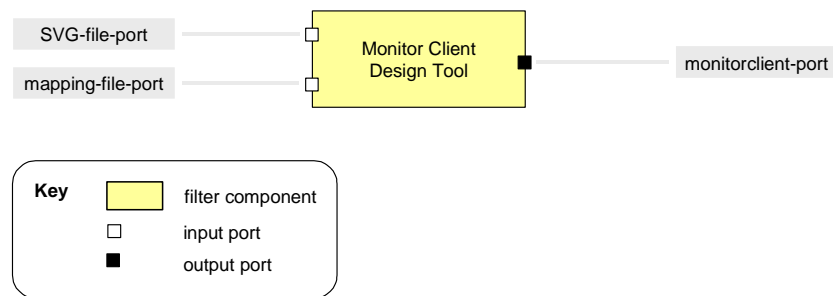 SVG-file-port
mapping-file-port
Monitor Client
Design Tool
monitorclient-port
Key
filter component
input port
output port